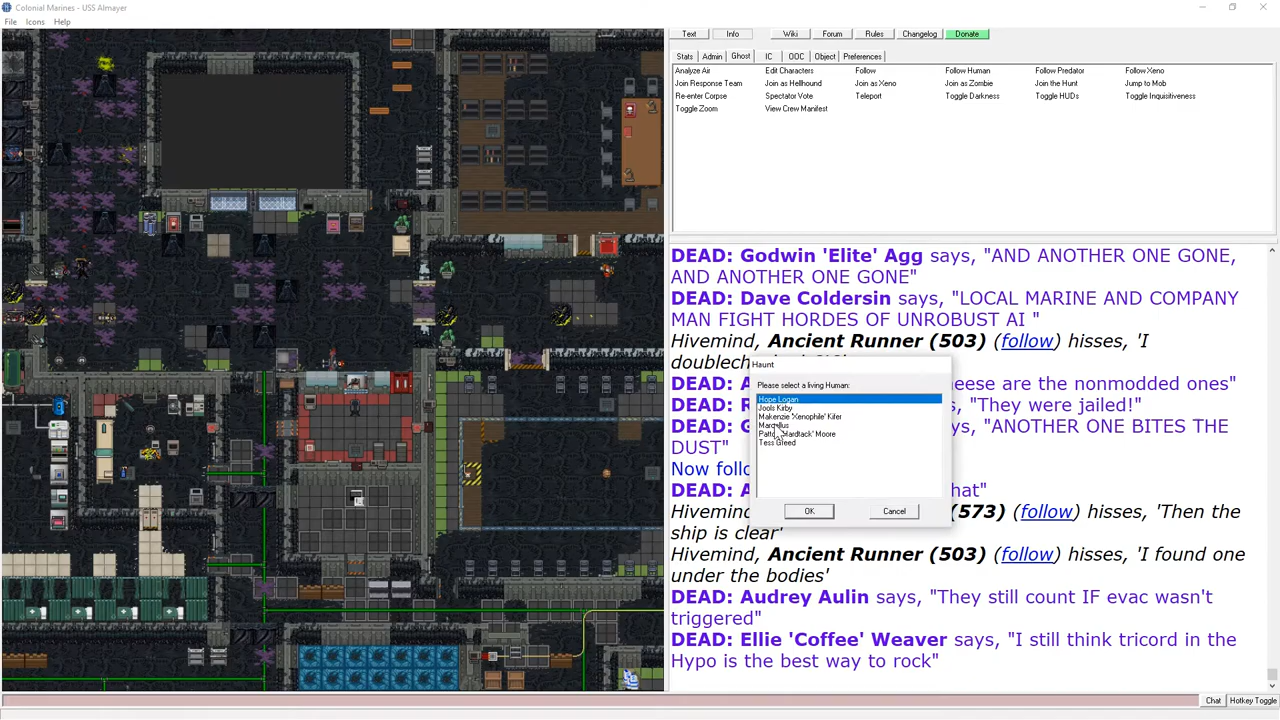 Colonial Marines - USS Almayer
File Icons Help
Text Info Wiki Forum Rules Changelog Donate
Stats Admin Ghost IC OOC Object Preferences
Analyze Air Edit Characters Follow Follow Human Follow Predator Follow Xeno
Join Response Team Join as Hellhound Join as Xeno Join as Zombie Join the Hunt Jump to Mob
Re-enter Corpse Spectator Vote Teleport Toggle Darkness Toggle HUDs Toggle Inquisitiveness
Toggle Zoom View Crew Manifest
DEAD: Godwin 'Elite' Agg says, "AND ANOTHER ONE GONE,
AND ANOTHER ONE GONE"
DEAD: Dave Coldersin says, "LOCAL MARINE AND COMPANY
MAN FIGHT HORDES OF UNROBUST AI "
Hivemind, Ancient Runner (503) (follow) hisses, 'I
DEAD: "
eese are the nonmodded ones"
DEAD: "They were jailed!"
DEAD: "ANOTHER ONE BITES THE
DUST"
Now
DEAD: hat"
Hivemind, (573) (follow) hisses, 'Then the
ship is clear'
Hivemind, Ancient Runner (503) (follow) hisses, 'I found one
under the bodies'
DEAD: Audrey Aulin says, "They still count IF evac wasn't
triggered"
DEAD: Ellie 'Coffee' Weaver says, "I still think tricord in the
Hypo is the best way to rock"
Haunt
Please select a living Human:
Hope Logan
Jools Kirby
Makenzie 'Xenophile' Kifer
Moore
Tess Greed
OK Cancel
Chat Hotkey Toggle